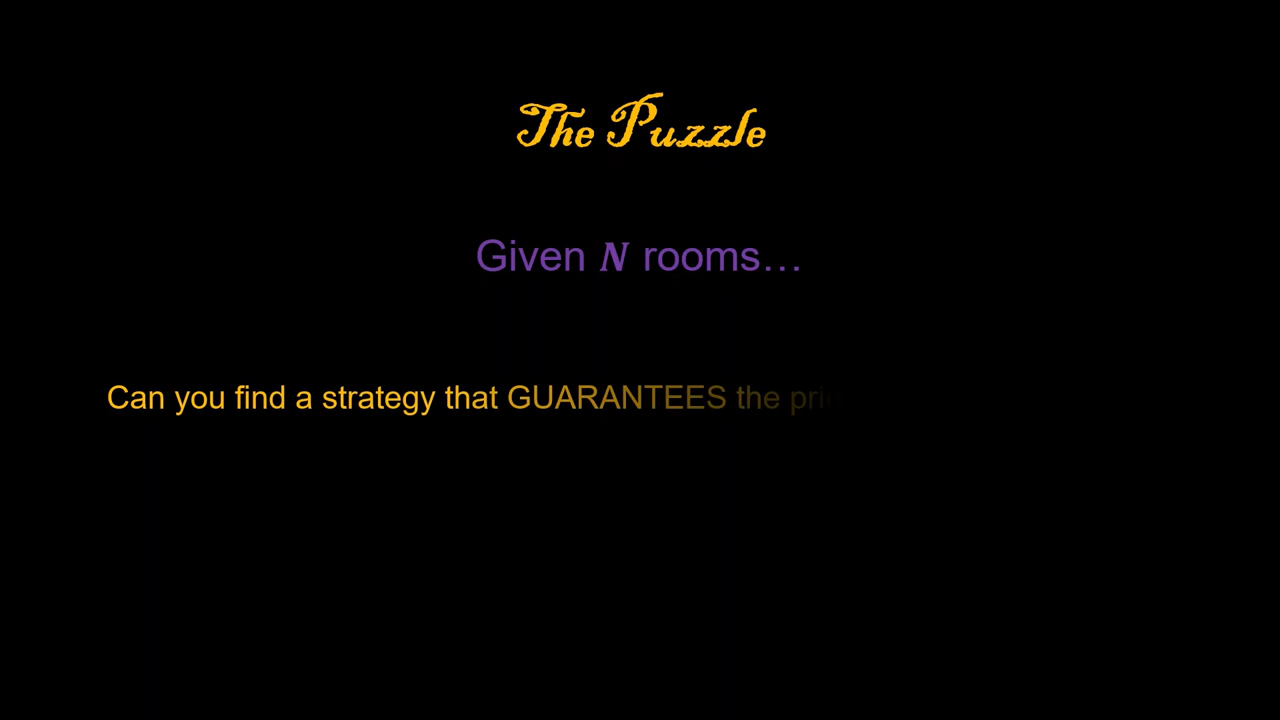 The Puzzle
Given N rooms…
Can you find a strategy that GUARANTEES the